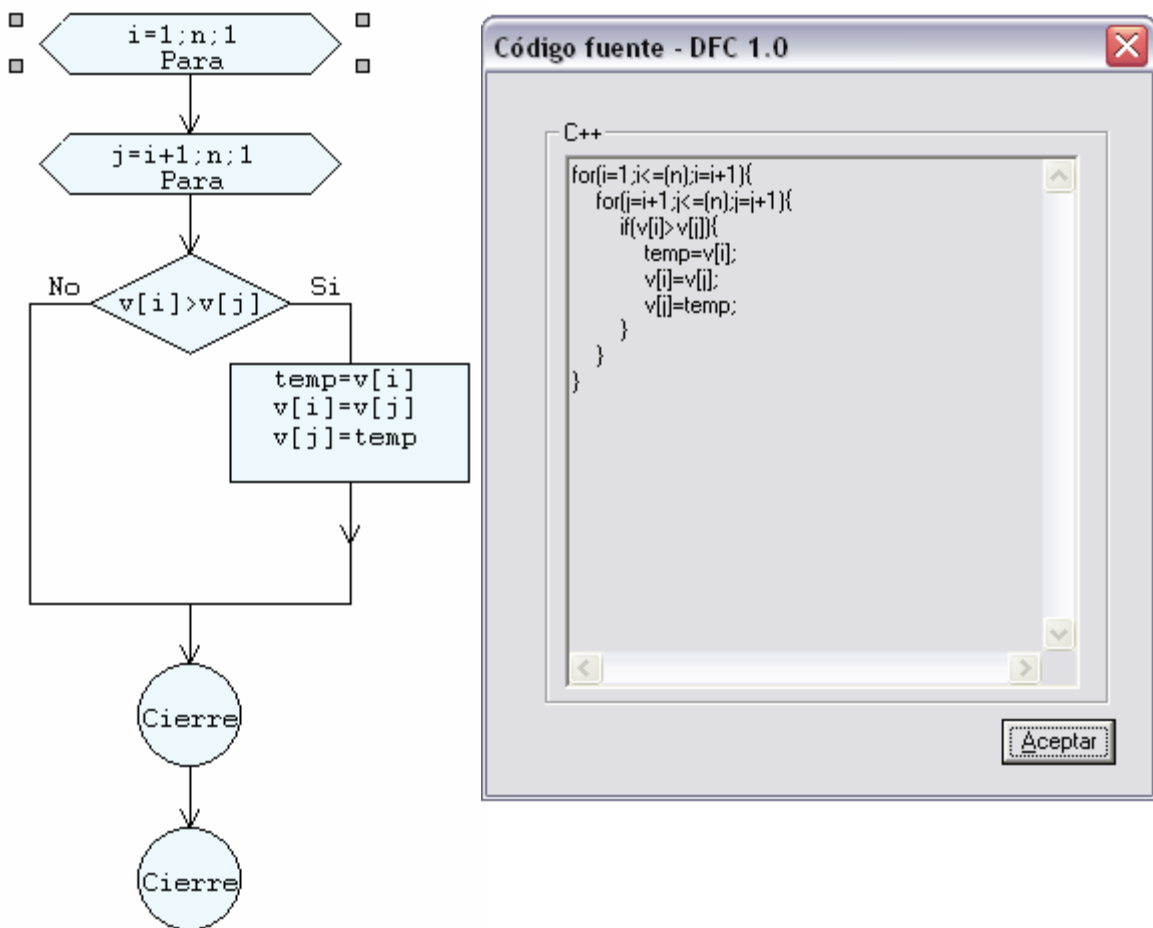 i=1;n;1
Para
j=i+1;n;1
Para
No
v[i]>v[j]
Si
temp=v[i]
v[i]=v[j]
v[j]=temp
Cierre
Cierre
Código fuente - DFC 1.0
C++
for(i=1;i<=(n);i=i+1){
for(j=i+1;j<=(n);j=j+1){
if(v[i]>v[j]){
temp=v[i];
v[i]=v[j];
v[j]=temp;
}
}
}
Aceptar